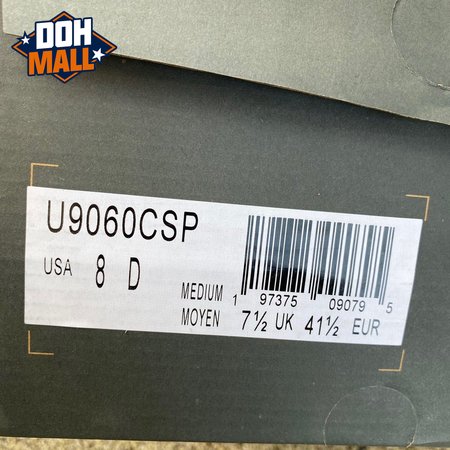 DOH
MALL
U9060CSP
USA 8 D
MEDIUM 1 97375 09079 5
MOYEN 7½ UK 41½ EUR